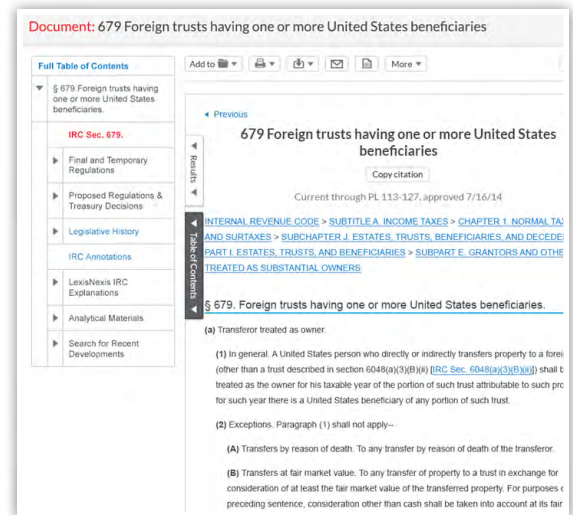 Document: 679 Foreign trusts having one or more United States beneficiaries
Full Table of Contents
§ 679 Foreign trusts having
one or more United States
beneficiaries.
IRC Sec. 679.
Final and Temporary
Regulations
Proposed Regulations &
Treasury Decisions
Legislative History
IRC Annotations
LexisNexis IRC
Explanations
Analytical Materials
Search for Recent
Developments
Add to
More
Results
Table of Contents
Previous
679 Foreign trusts having one or more United States
beneficiaries
Copy citation
Current through PL 113-127, approved 7/16/14
INTERNAL REVENUE CODE > SUBTITLE A. INCOME TAXES > CHAPTER 1. NORMAL TA
AND SURTAXES > SUBCHAPTER J. ESTATES, TRUSTS, BENEFICIARIES, AND DECEDE
PART I. ESTATES, TRUSTS, AND BENEFICIARIES > SUBPART E. GRANTORS AND OTHE
TREATED AS SUBSTANTIAL OWNERS
§ 679. Foreign trusts having one or more United States beneficiaries.
(a) Transferor treated as owner.
(1) In general. A United States person who directly or indirectly transfers property to a forei
(other than a trust described in section 6048(a)(3)(B)(ii) [IRC Sec. 6048(a)(3)(B)(ii)]) shall b
treated as the owner for his taxable year of the portion of such trust attributable to such pro
for such year there is a United States beneficiary of any portion of such trust.
(2) Exceptions. Paragraph (1) shall not apply--
(A) Transfers by reason of death. To any transfer by reason of death of the transferor.
(B) Transfers at fair market value. To any transfer of property to a trust in exchange for
consideration of at least the fair market value of the transferred property. For purposes o
preceding sentence, consideration other than cash shall be taken into account at its fair